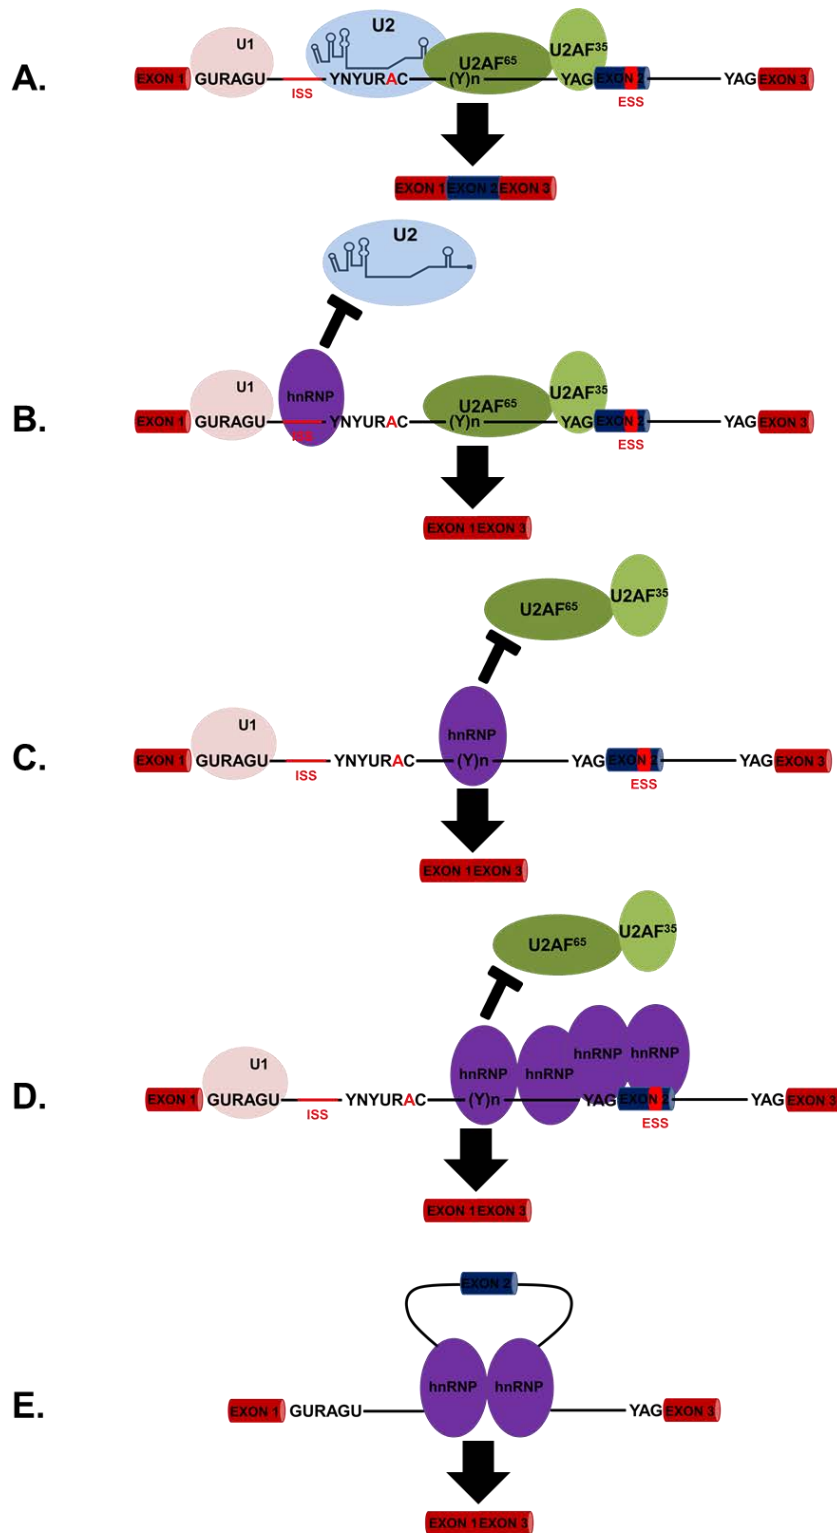 A.
U1
U2
U2AF65
U2AF35
EXON 1 GURAGU YNYURAC (Y)n YAG EXON 2 YAG EXON 3
ISS
ESS
EXON 1 EXON 2 EXON 3
U2
B.
U1
hnRNP
U2AF65
U2AF35
EXON 1 GURAGU YNYURAC (Y)n YAG EXON 2 YAG EXON 3
ISS
ESS
EXON 1 EXON 3
U2AF65
U2AF35
C.
U1
hnRNP
EXON 1 GURAGU YNYURAC (Y)n YAG EXON 2 YAG EXON 3
ISS
ESS
EXON 1 EXON 3
U2AF65
U2AF35
D.
U1
hnRNP hnRNP hnRNP hnRNP
EXON 1 GURAGU YNYURAC (Y)n YAG EXON 2 YAG EXON 3
ISS
ESS
EXON 1 EXON 3
EXON 2
E.
hnRNP hnRNP
EXON 1 GURAGU YAG EXON 3
EXON 1 EXON 3